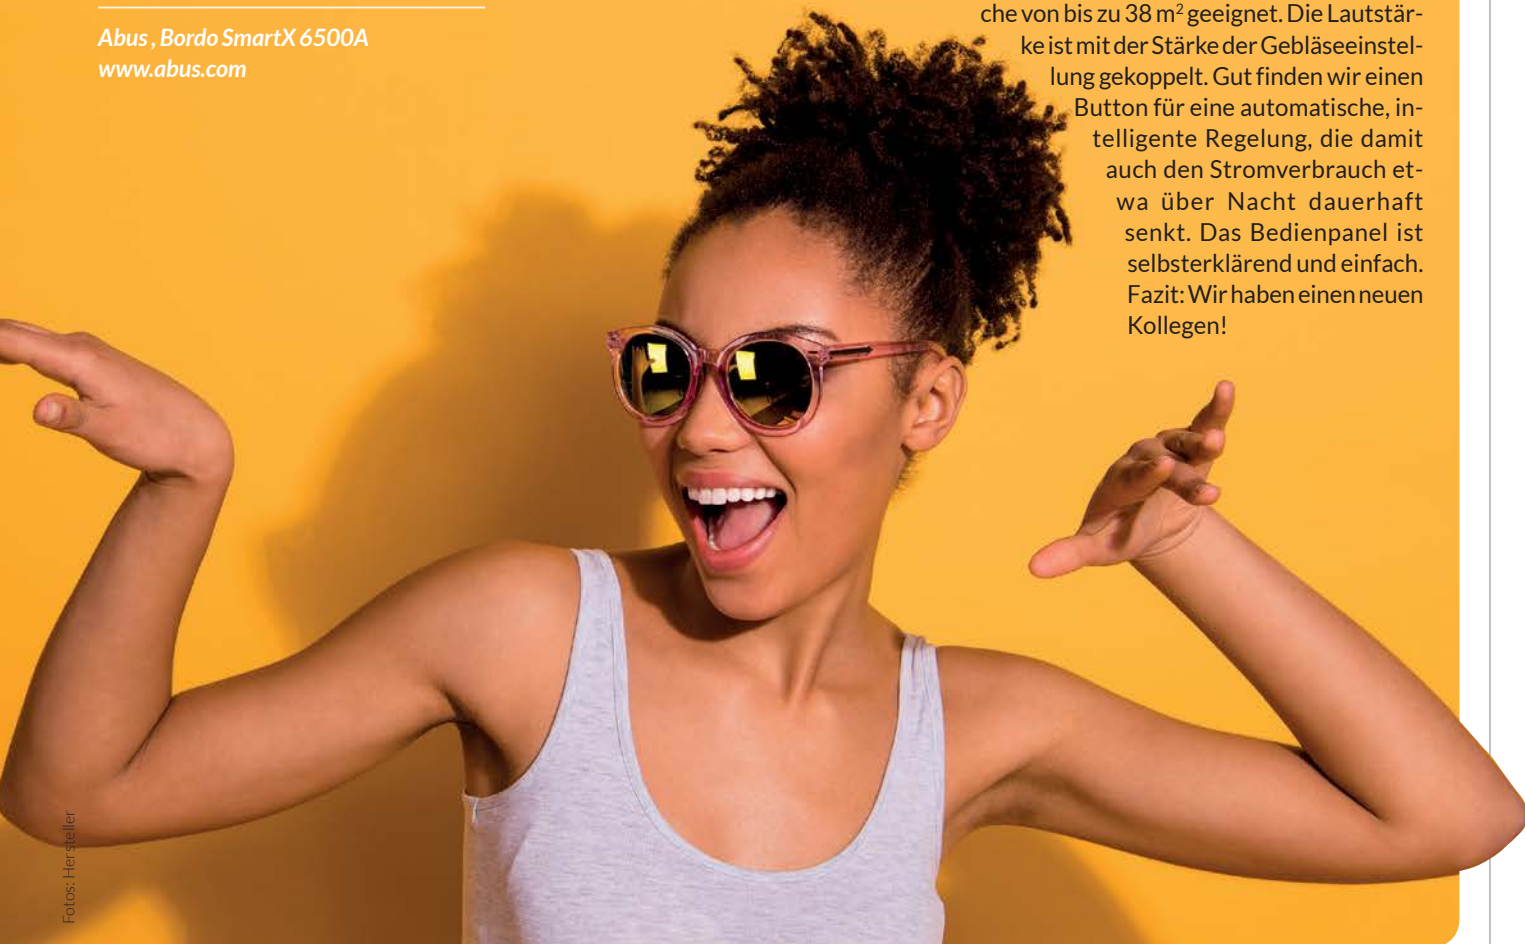 Abus , Bordo SmartX 6500A
www.abus.com
che von bis zu 38 m² geeignet. Die Lautstär-
ke ist mit der Stärke der Gebläseeinstel-
lung gekoppelt. Gut finden wir einen
Button für eine automatische, in-
telligente Regelung, die damit
auch den Stromverbrauch et-
wa über Nacht dauerhaft
senkt. Das Bedienpanel ist
selbsterklärend und einfach.
Fazit: Wir haben einen neuen
Kollegen!
Fotos: Hersteller